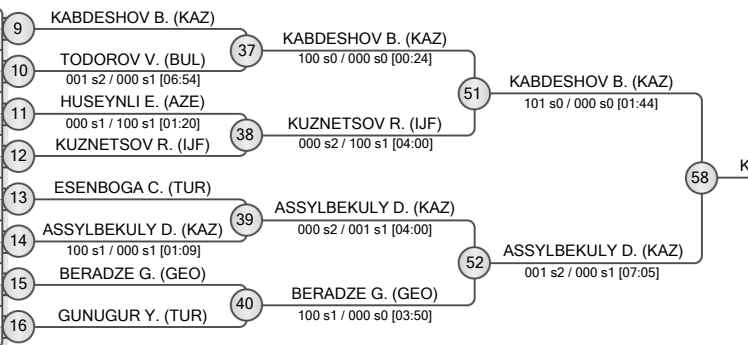 9
KABDESHOV B. (KAZ)
10
TODOROV V. (BUL)
001 s2 / 000 s1 [06:54]
11
HUSEYNLI E. (AZE)
000 s1 / 100 s1 [01:20]
12
KUZNETSOV R. (IJF)
13
ESENBOGA C. (TUR)
14
ASSYLBEKULY D. (KAZ)
100 s1 / 000 s1 [01:09]
15
BERADZE G. (GEO)
16
GUNUGUR Y. (TUR)
37
KABDESHOV B. (KAZ)
100 s0 / 000 s0 [00:24]
38
KUZNETSOV R. (IJF)
000 s2 / 100 s1 [04:00]
39
ASSYLBEKULY D. (KAZ)
000 s2 / 001 s1 [04:00]
40
BERADZE G. (GEO)
100 s1 / 000 s0 [03:50]
51
KABDESHOV B. (KAZ)
101 s0 / 000 s0 [01:44]
52
ASSYLBEKULY D. (KAZ)
001 s2 / 000 s1 [07:05]
58